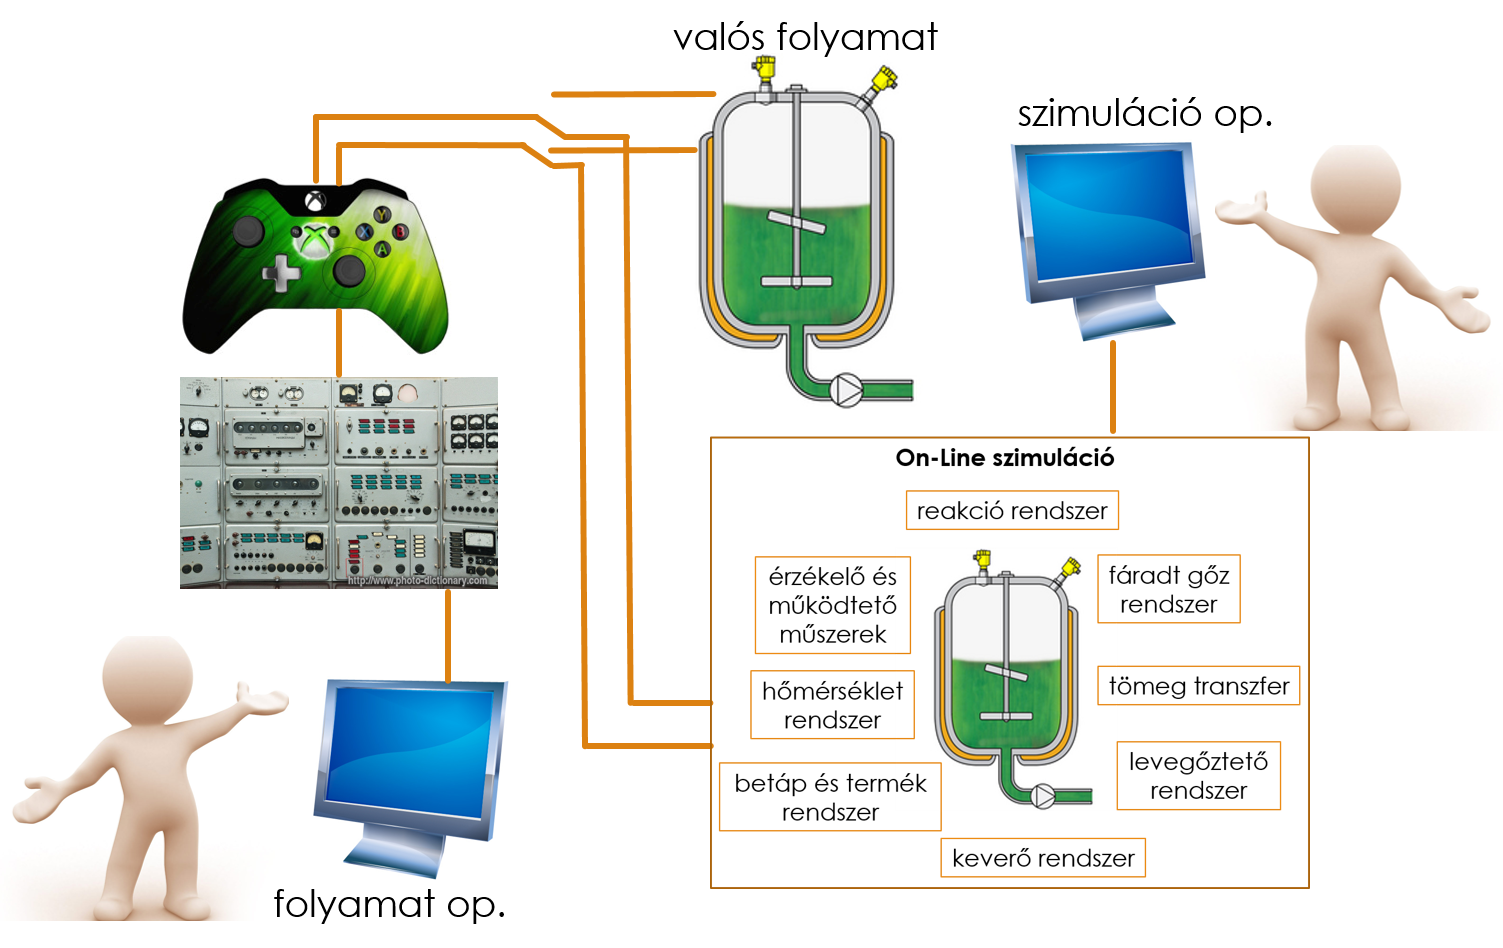 valós folyamat
szimuláció op.
Y
X
B
A
http://www.photo-dictionary.com
folyamat op.
On-Line szimuláció
reakció rendszer
érzékelő és
működtető
műszerek
fáradt gőz
rendszer
hőmérséklet
rendszer
tömeg transzfer
betáp és termék
rendszer
levegőztető
rendszer
keverő rendszer